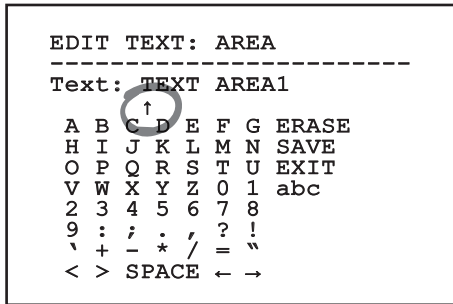 EDIT TEXT: AREA
-------------------------
Text: TEXT AREA1
↑
A B C D E F G ERASE
H I J K L M N SAVE
O P Q R S T U EXIT
V W X Y Z 0 1 abc
2 3 4 5 6 7 8
9 : ; . , ? !
‵ + – * / = ‶
< > SPACE ← →